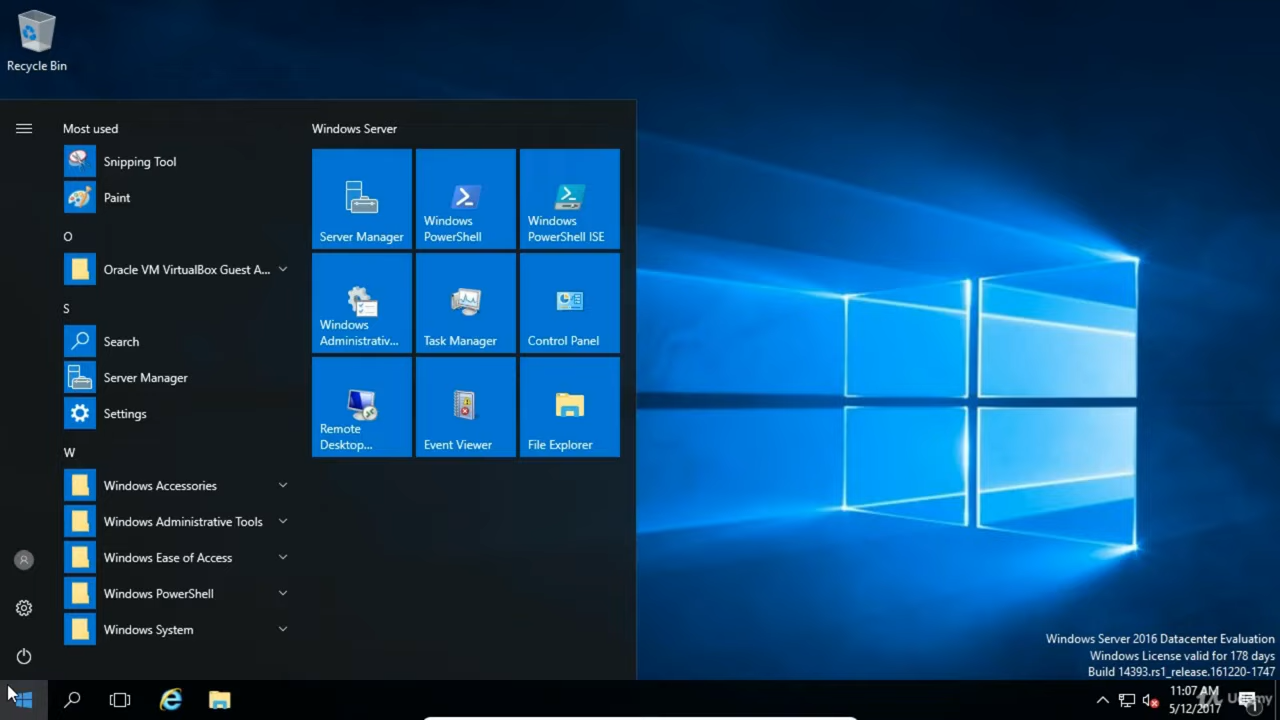 Recycle Bin
Most used
Snipping Tool
Paint
O
Oracle VM VirtualBox Guest A...
S
Search
Server Manager
Settings
W
Windows Accessories
Windows Administrative Tools
Windows Ease of Access
Windows PowerShell
Windows System
Windows Server
Server Manager
Windows
PowerShell
Windows
PowerShell ISE
Windows
Administrativ...
Task Manager
Control Panel
Remote
Desktop...
Event Viewer
File Explorer
Windows Server 2016 Datacenter Evaluation
Windows License valid for 178 days
Build 14393.rs1_release.161220-1747
11:07 AM
5/12/2017
Udemy
1